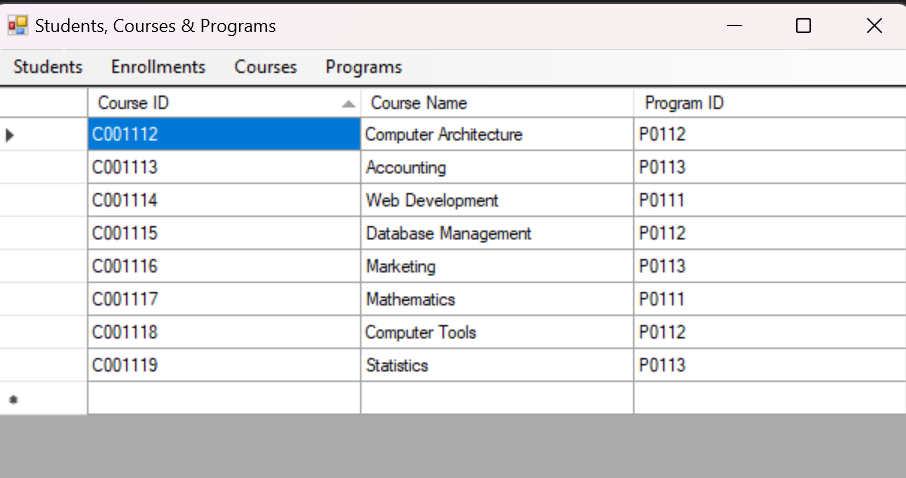 Students, Courses & Programs
Students Enrollments Courses Programs
Course ID Course Name Program ID
C001112 Computer Architecture P0112
C001113 Accounting P0113
C001114 Web Development P0111
C001115 Database Management P0112
C001116 Marketing P0113
C001117 Mathematics P0111
C001118 Computer Tools P0112
C001119 Statistics P0113